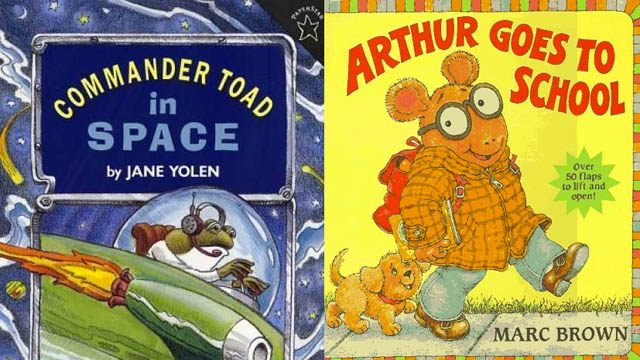 PAPERSTAR
COMMANDER TOAD
in
SPACE
by JANE YOLEN
ARTHUR GOES TO
SCHOOL
Over
50 flaps
to lift and
open!
MARC BROWN